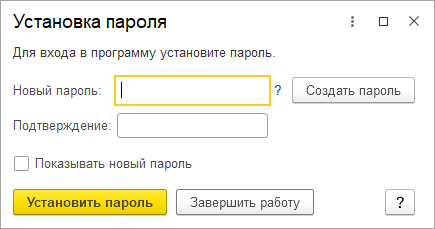 Установка пароля
Для входа в программу установите пароль.
Новый пароль: ? Создать пароль
Подтверждение:
Показывать новый пароль
Установить пароль Завершить работу ?